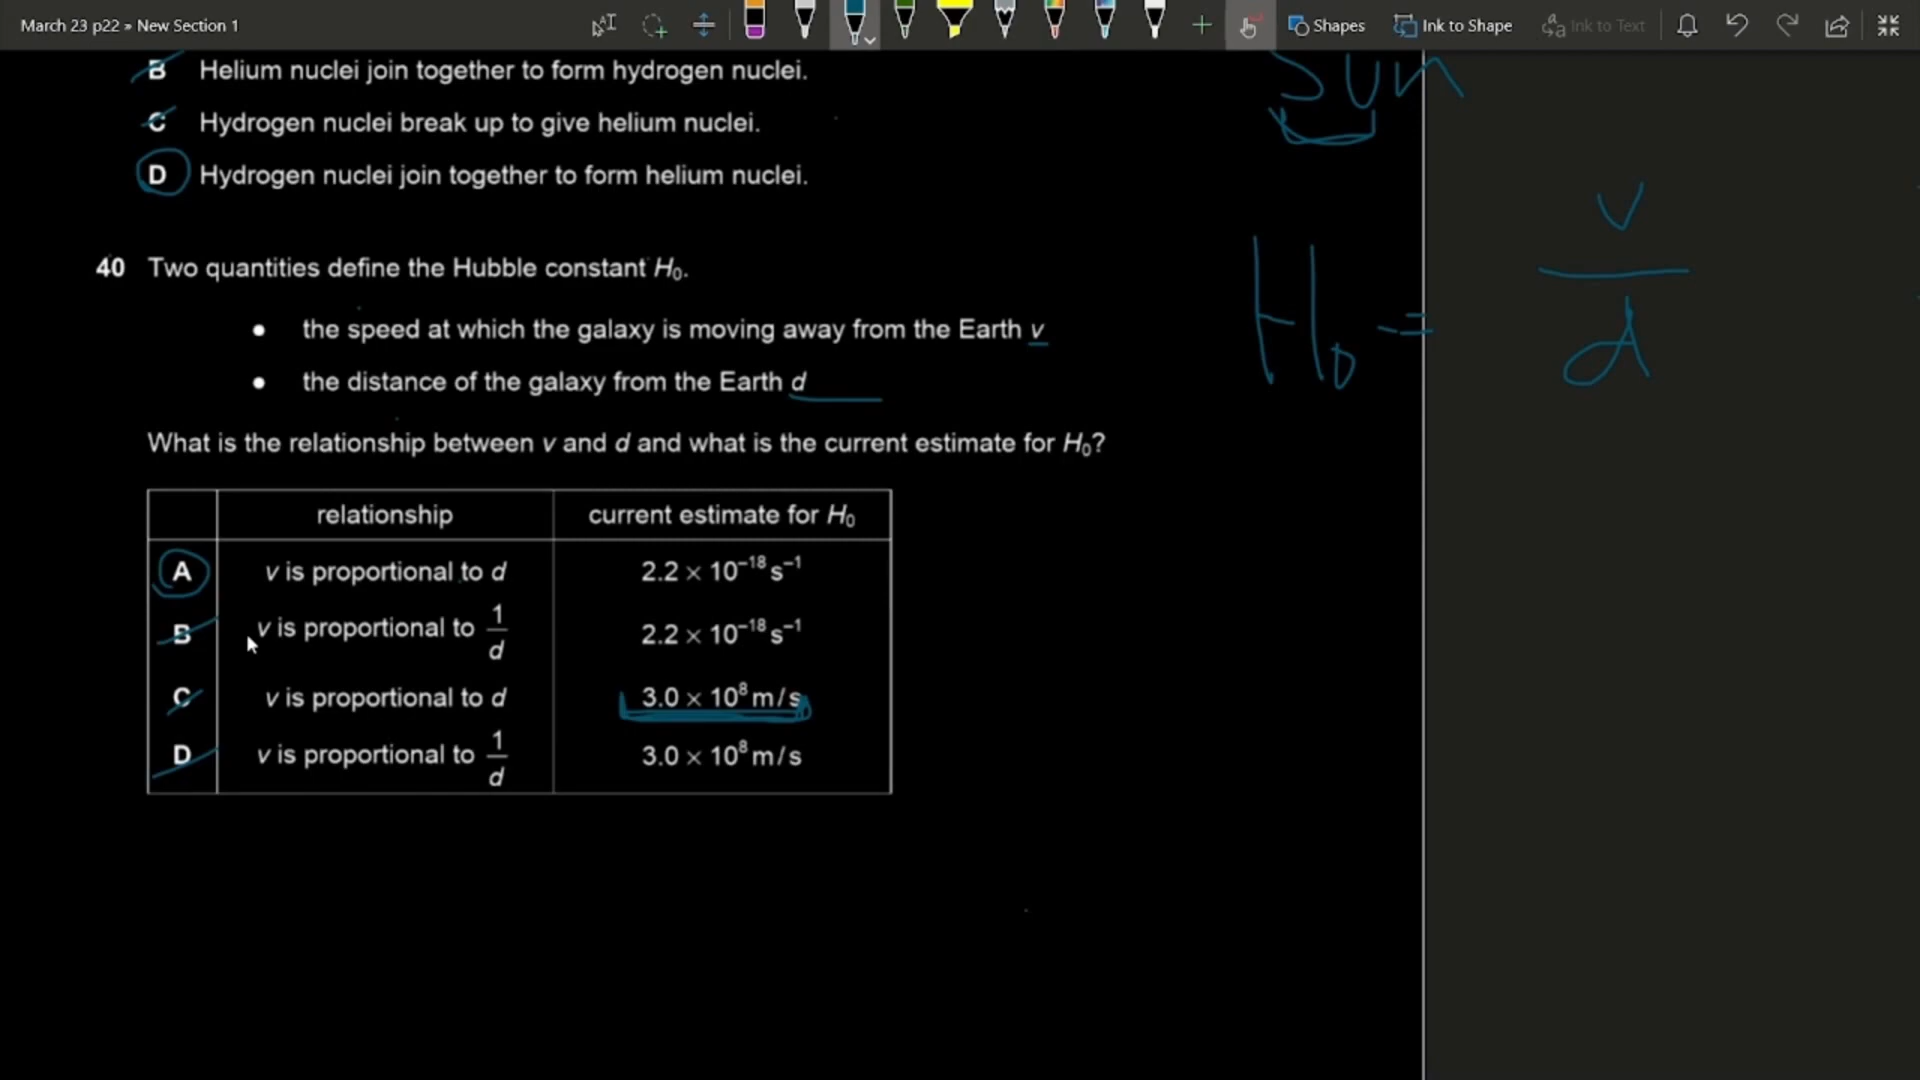 March 23 p22 » New Section 1
Shapes
Ink to Shape
Ink to Text
B Helium nuclei join together to form hydrogen nuclei.
C Hydrogen nuclei break up to give helium nuclei.
D Hydrogen nuclei join together to form helium nuclei.
Sun
40 Two quantities define the Hubble constant H₀.
• the speed at which the galaxy is moving away from the Earth v
• the distance of the galaxy from the Earth d
H₀ = v/d
What is the relationship between v and d and what is the current estimate for H₀?
relationship current estimate for H₀
A v is proportional to d 2.2 × 10⁻¹⁸ s⁻¹
B v is proportional to 1/d 2.2 × 10⁻¹⁸ s⁻¹
C v is proportional to d 3.0 × 10⁸ m/s
D v is proportional to 1/d 3.0 × 10⁸ m/s